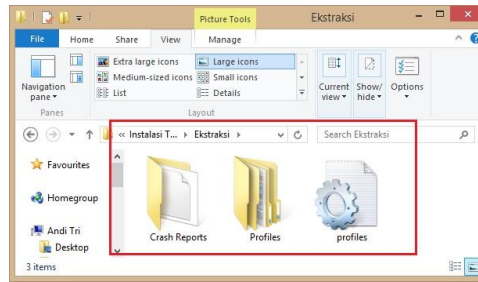 Picture Tools
Ekstraksi
File Home Share View Manage
Extra large icons Large icons
Medium-sized icons Small icons
List Details
Navigation pane
Current view
Show/ hide
Options
Panes
Layout
« Instalasi T... Ekstraksi
Search Ekstraksi
Favourites
Homegroup
Andi Tri
Desktop
Crash Reports
Profiles
profiles
3 items